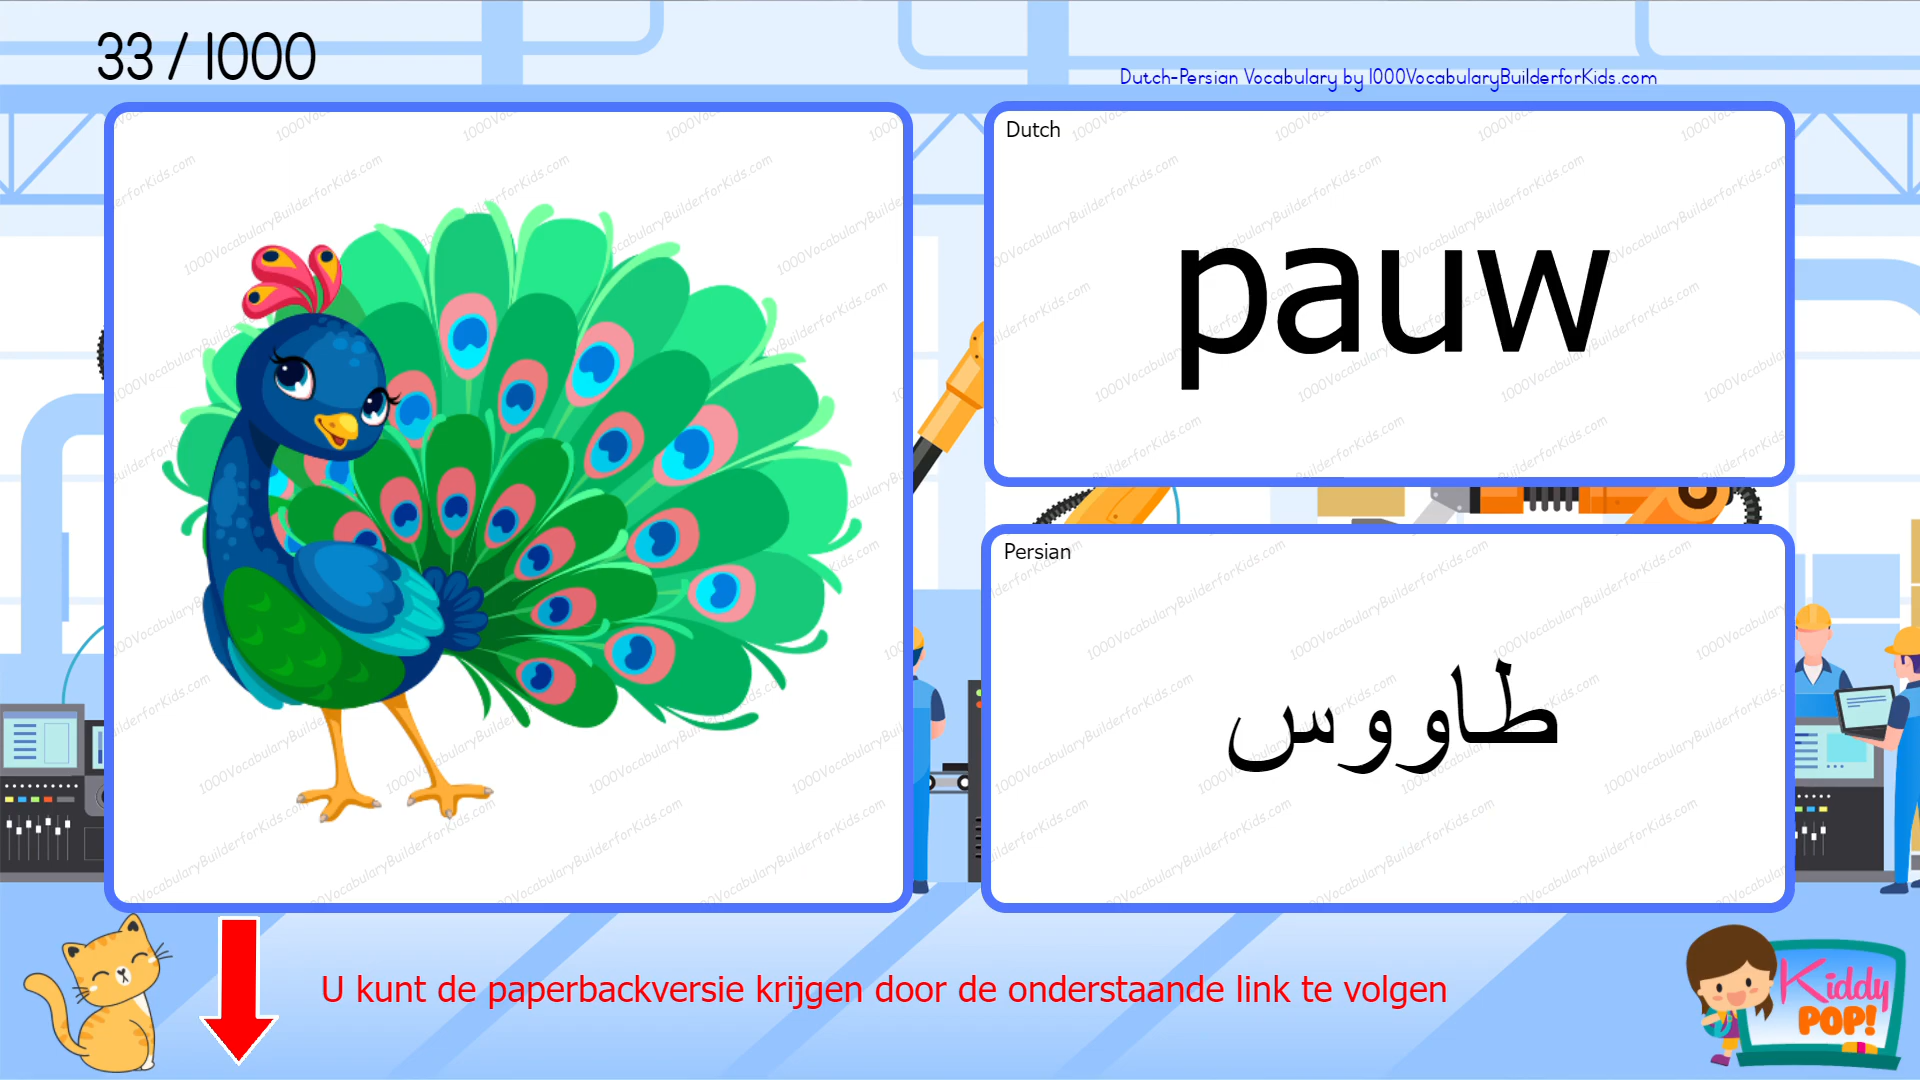 33 / 1000
Dutch-Persian Vocabulary by 1000VocabularyBuilderforKids.com
Dutch
pauw
Persian
طاووس
U kunt de paperbackversie krijgen door de onderstaande link te volgen
Kiddy
POP!